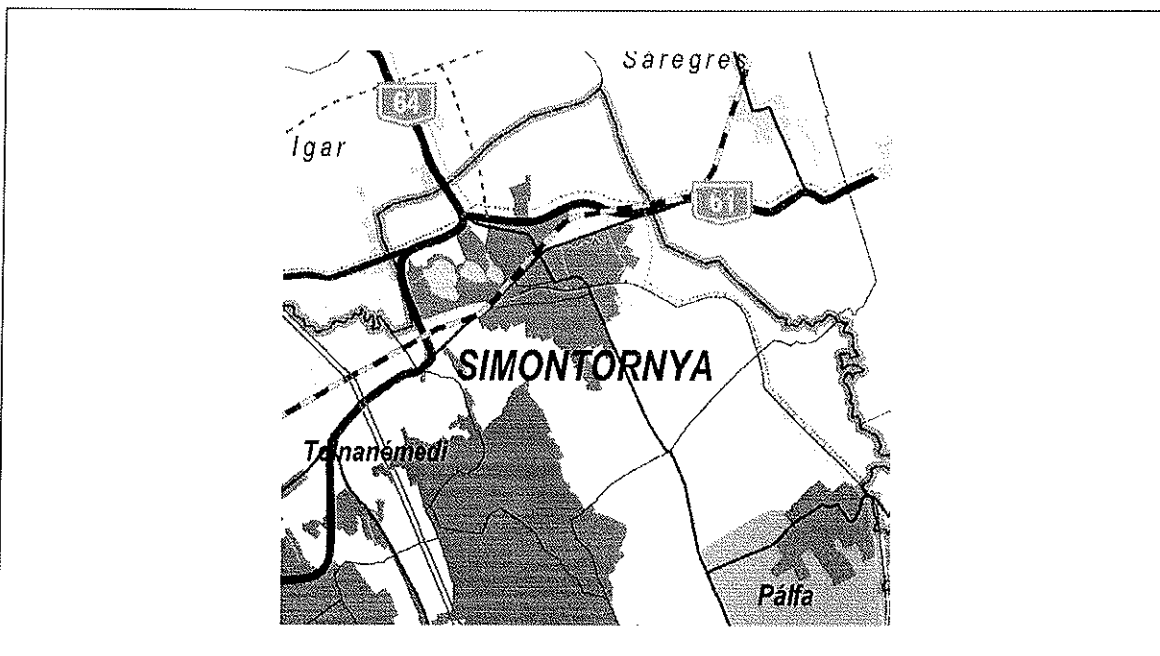 Sáregres
64
Igar
61
SIMONTORNYA
Tolnanémedi
Pálfa